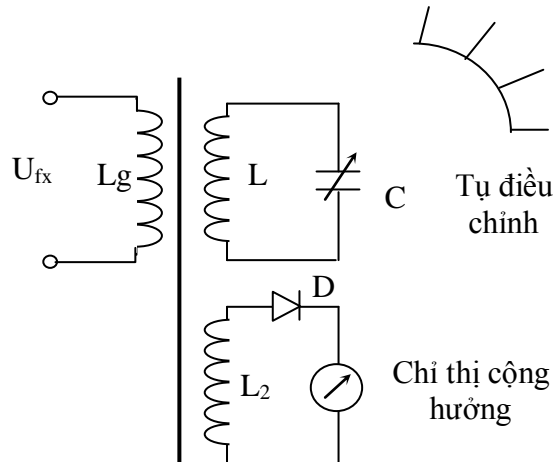 U_fx
Lg
L
C
Tụ điều
chỉnh
D
L₂
Chỉ thị cộng
hưởng